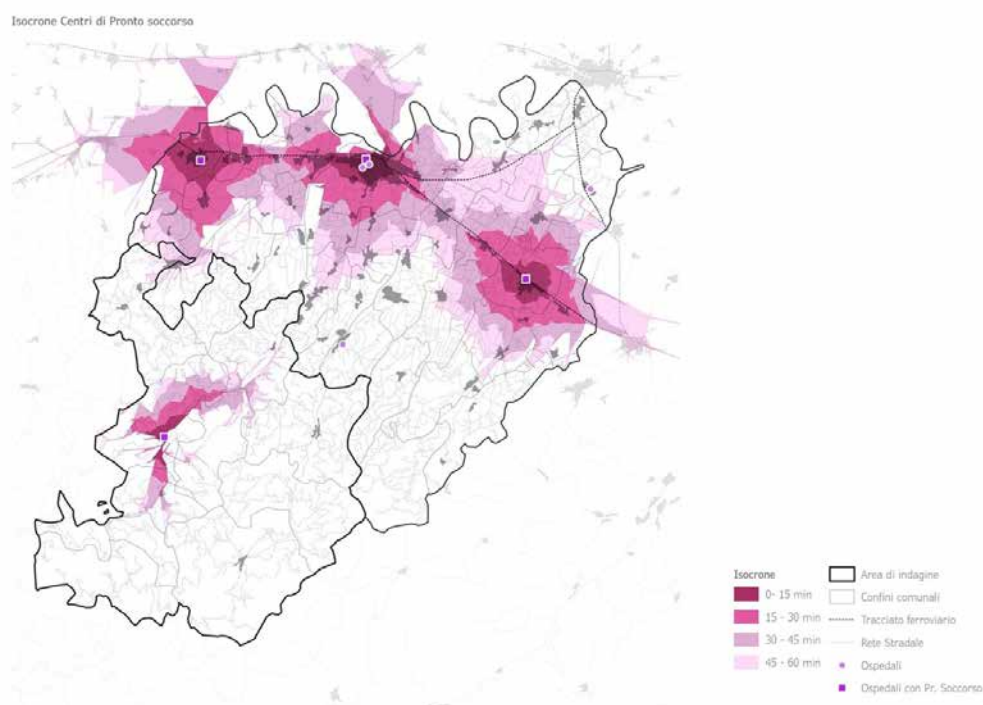 Isocrone Centri di Pronto soccorso
Isocrone
0- 15 min
15 - 30 min
30 - 45 min
45 - 60 min
Area di indagine
Confini comunali
Tracciato ferroviario
Rete Stradale
Ospedali
Ospedali con Pr. Soccorso